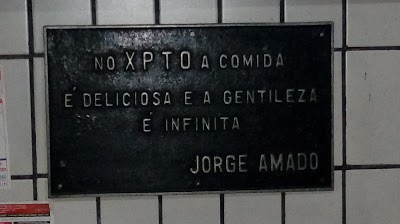 NO XPTO A COMIDA
É DELICIOSA E A GENTILEZA
É INFINITA
JORGE AMADO